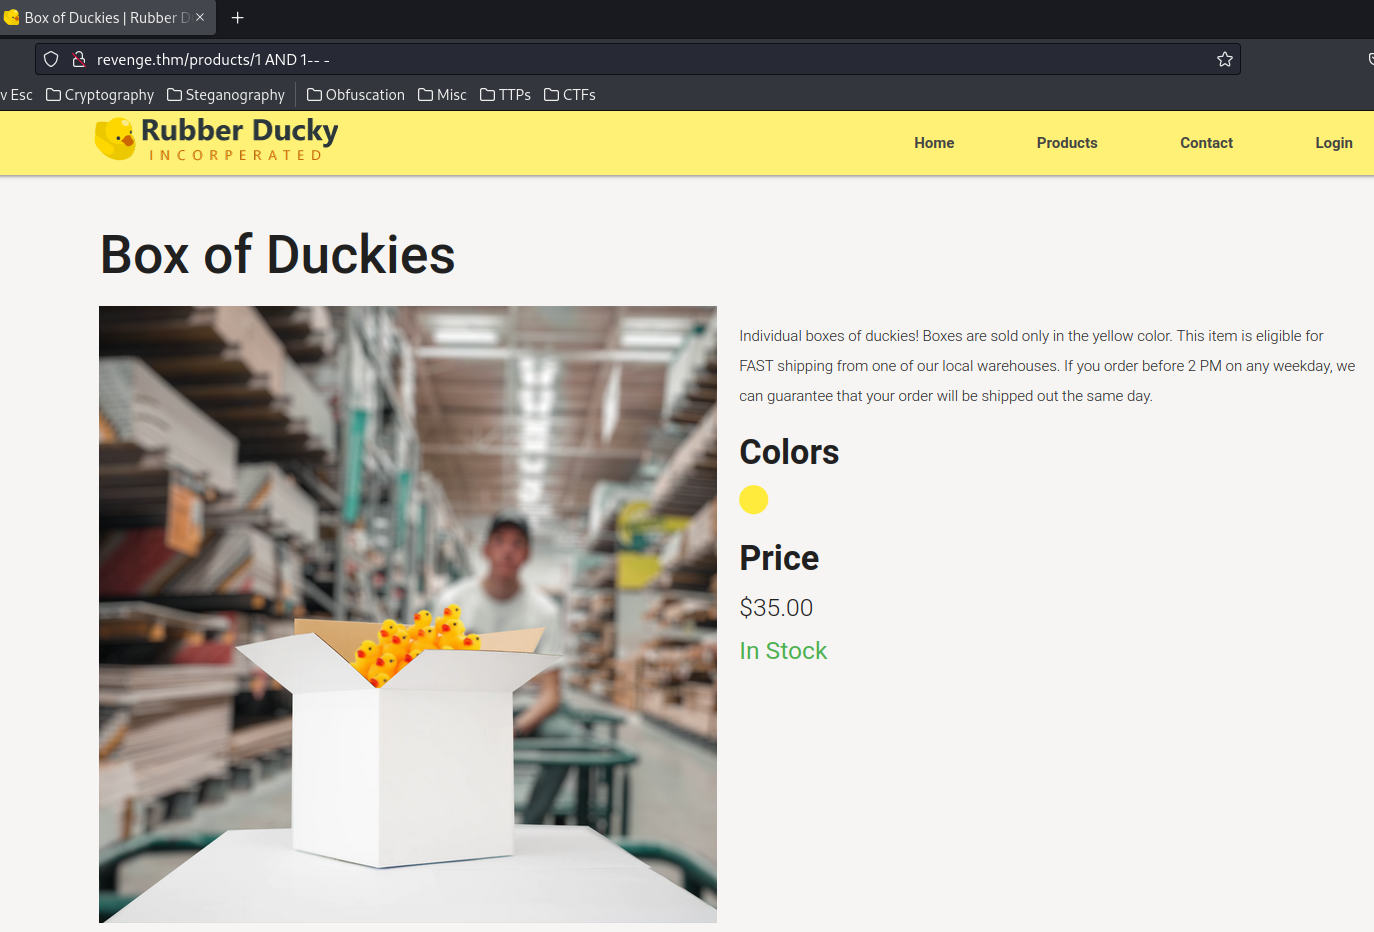 Box of Duckies | Rubber D
revenge.thm/products/1 AND 1-- -
v Esc Cryptography Steganography Obfuscation Misc TTPs CTFs
Rubber Ducky
INCORPERATED
Home Products Contact Login
Box of Duckies
Individual boxes of duckies! Boxes are sold only in the yellow color. This item is eligible for
FAST shipping from one of our local warehouses. If you order before 2 PM on any weekday, we
can guarantee that your order will be shipped out the same day.
Colors
Price
$35.00
In Stock